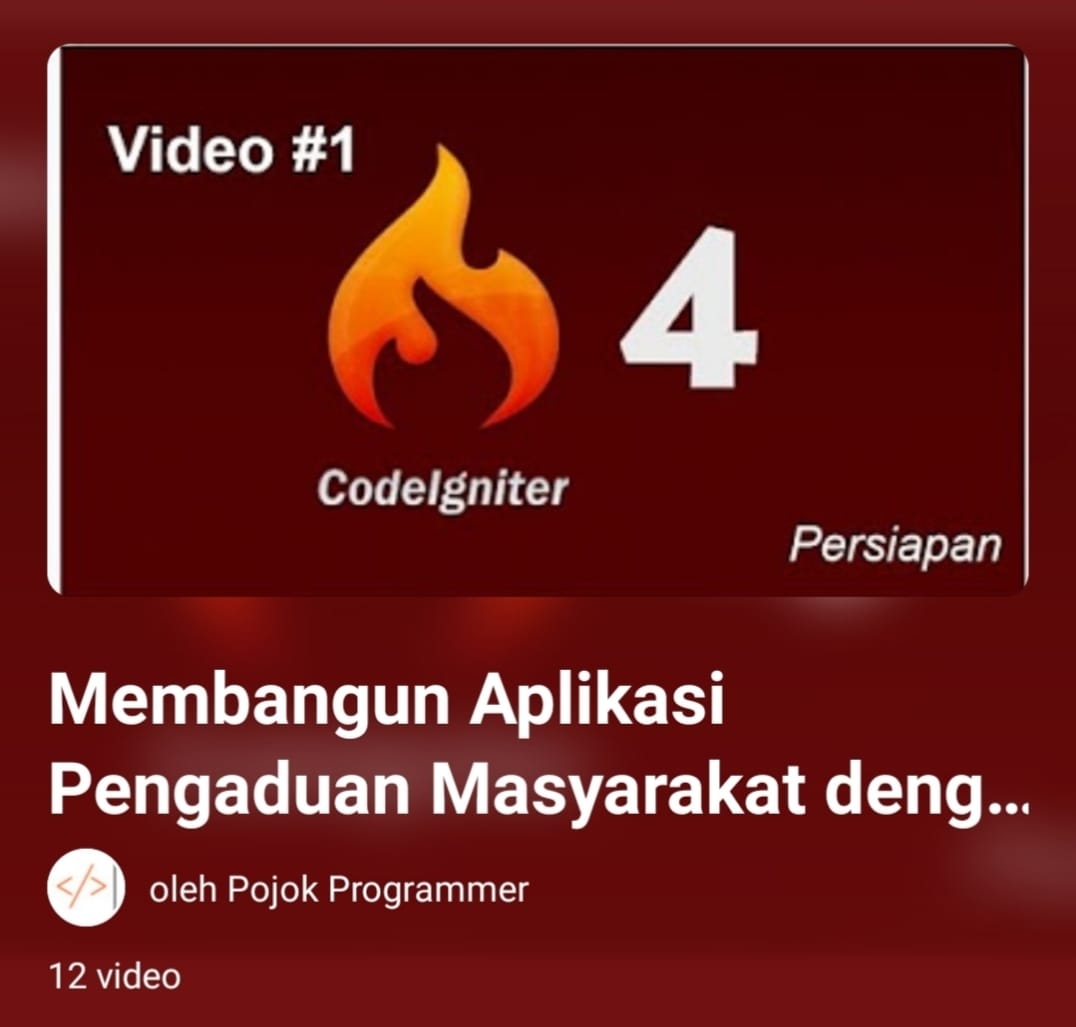 Video #1
4
CodeIgniter
Persiapan
Membangun Aplikasi
Pengaduan Masyarakat deng...
</>
oleh Pojok Programmer
12 video